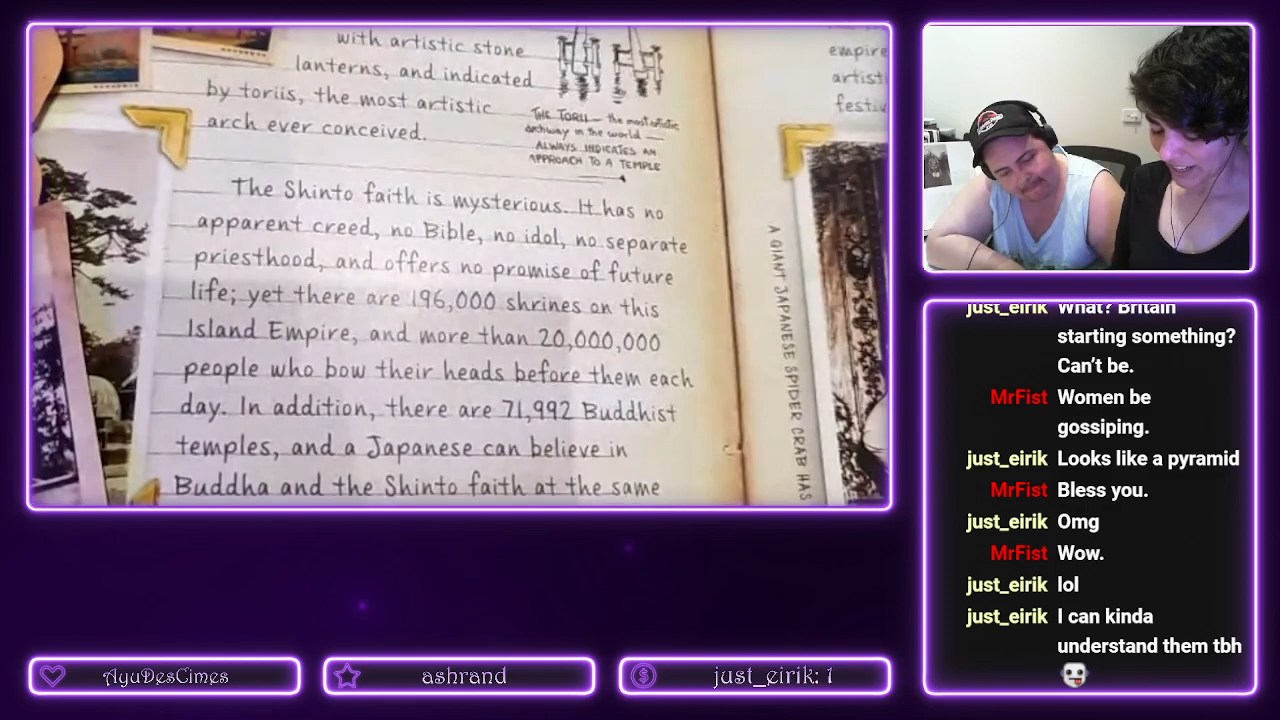 with artistic stone
lanterns, and indicated
by toriis, the most artistic
arch ever conceived.
THE TORII — the most artistic
archway in the world —
ALWAYS INDICATES AN
APPROACH TO A TEMPLE
The Shinto faith is mysterious. It has no
apparent creed, no Bible, no idol, no separate
priesthood, and offers no promise of future
life; yet there are 196,000 shrines on this
Island Empire, and more than 20,000,000
people who bow their heads before them each
day. In addition, there are 71,992 Buddhist
temples, and a Japanese can believe in
Buddha and the Shinto faith at the same
empire
A GIANT JAPANESE SPIDER CRAB HAS
just_eirik What? Britain
starting something?
Can't be.
MrFist Women be
gossiping.
just_eirik Looks like a pyramid
MrFist Bless you.
just_eirik Omg
MrFist Wow.
just_eirik lol
just_eirik I can kinda
understand them tbh
AyuDesCimes
ashrand
just_eirik: 1